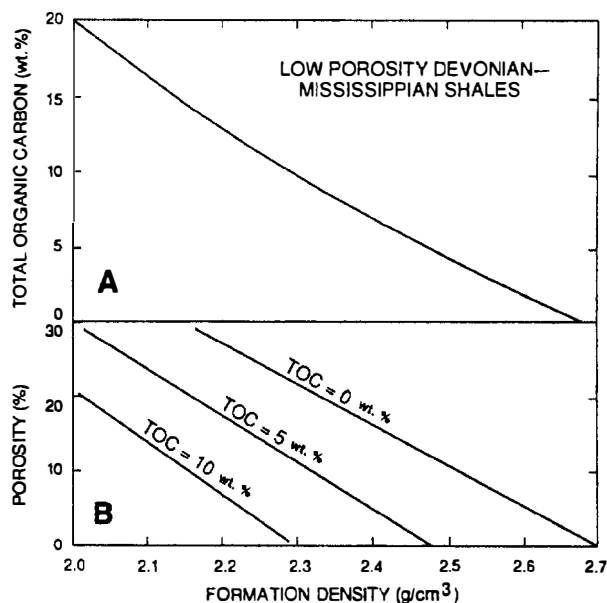 20
15
10
5
0
TOTAL ORGANIC CARBON (wt.%)
LOW POROSITY DEVONIAN—
MISSISSIPPIAN SHALES
A
30
20
10
0
POROSITY (%)
TOC = 0 wt. %
TOC = 5 wt. %
TOC = 10 wt. %
B
2.0 2.1 2.2 2.3 2.4 2.5 2.6 2.7
FORMATION DENSITY (g/cm³)